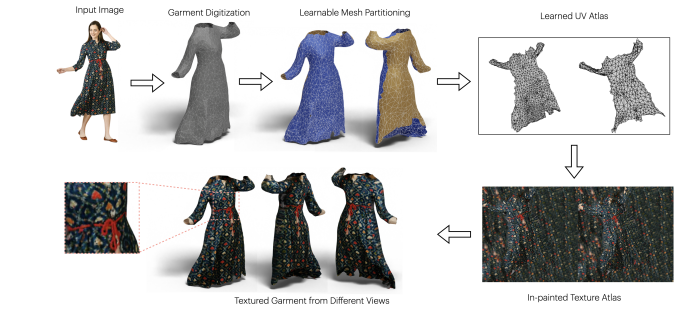 Input Image
Garment Digitization
Learnable Mesh Partitioning
Learned UV Atlas
In-painted Texture Atlas
Textured Garment from Different Views